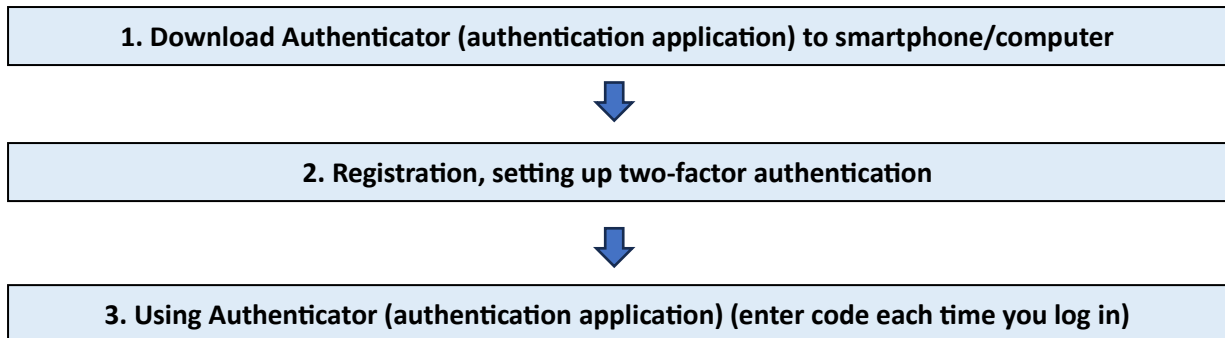 1. Download Authenticator (authentication application) to smartphone/computer
2. Registration, setting up two-factor authentication
3. Using Authenticator (authentication application) (enter code each time you log in)